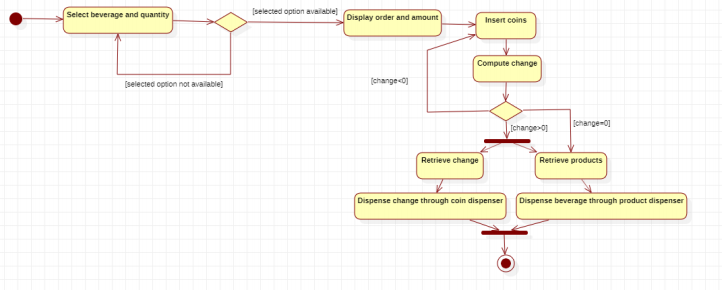 Select beverage and quantity
[selected option available]
Display order and amount
Insert coins
[selected option not available]
Compute change
[change<0]
[change>0]
[change=0]
Retrieve change
Retrieve products
Dispense change through coin dispenser
Dispense beverage through product dispenser